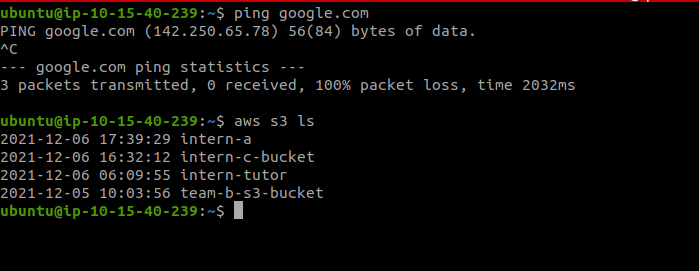 ubuntu@ip-10-15-40-239:~$ ping google.com
PING google.com (142.250.65.78) 56(84) bytes of data.
^C
--- google.com ping statistics ---
3 packets transmitted, 0 received, 100% packet loss, time 2032ms
ubuntu@ip-10-15-40-239:~$ aws s3 ls
2021-12-06 17:39:29 intern-a
2021-12-06 16:32:12 intern-c-bucket
2021-12-06 06:09:55 intern-tutor
2021-12-05 10:03:56 team-b-s3-bucket
ubuntu@ip-10-15-40-239:~$